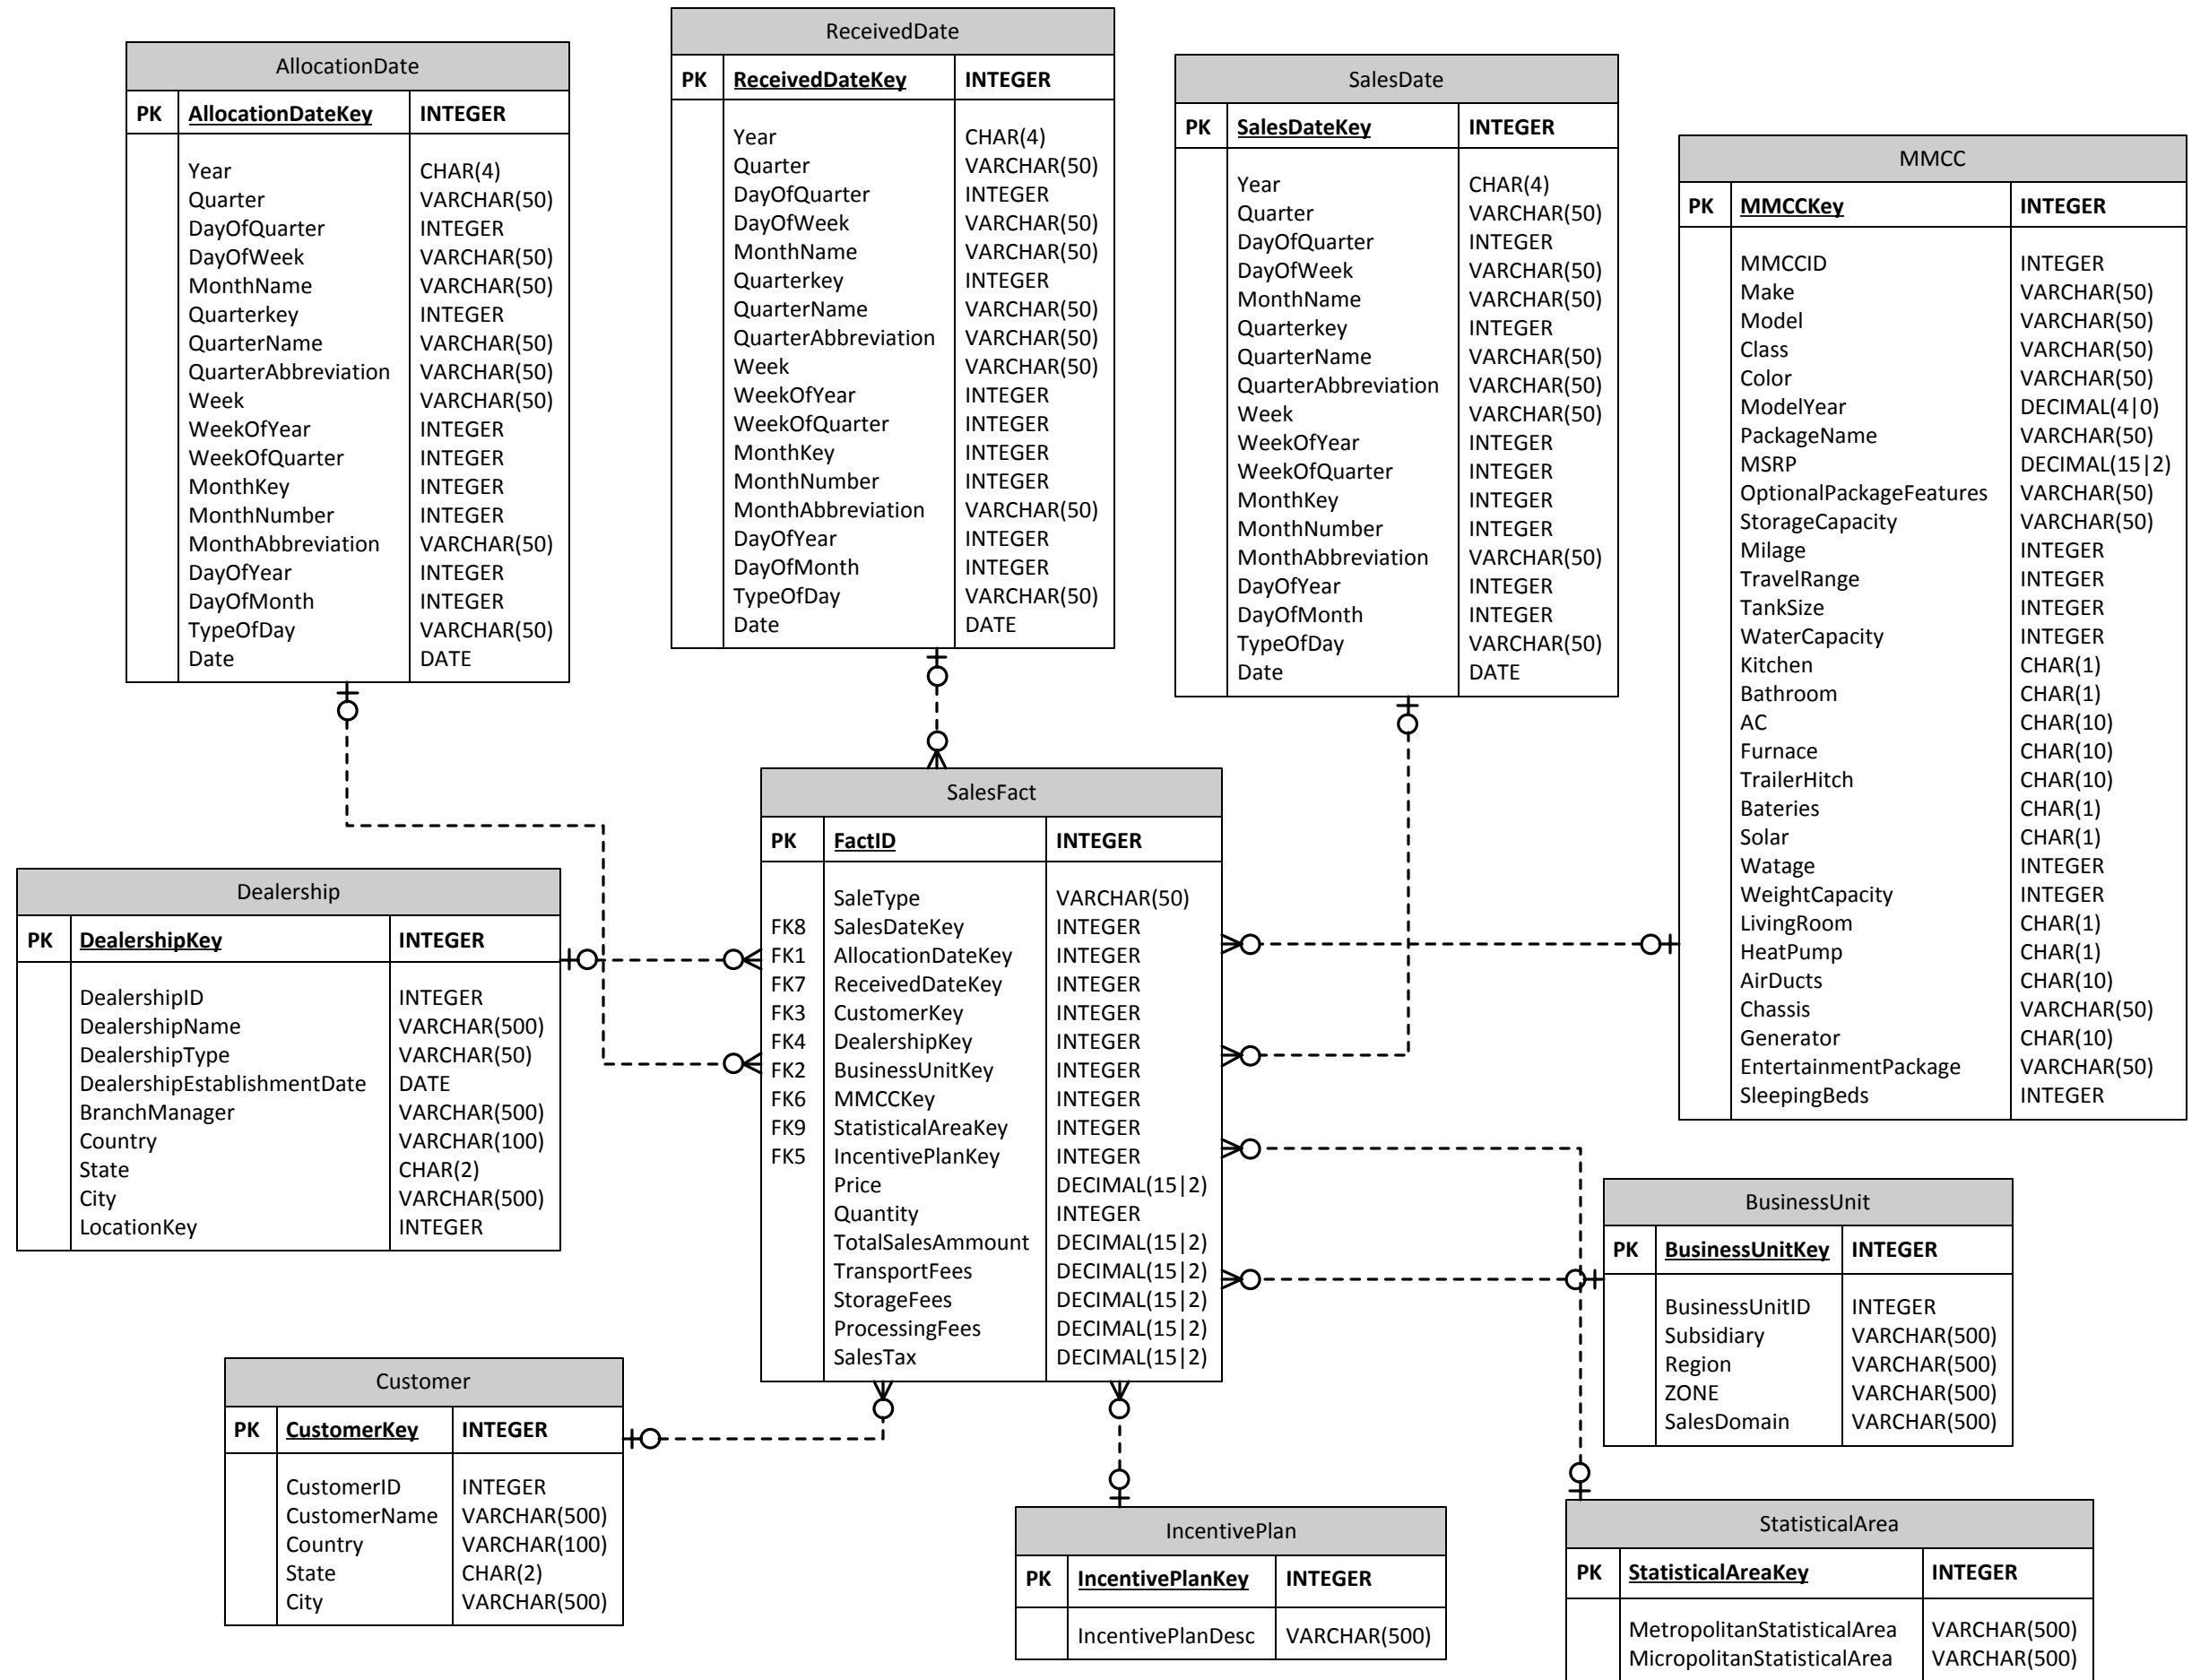 AllocationDate
PK AllocationDateKey INTEGER
Year CHAR(4)
Quarter VARCHAR(50)
DayOfQuarter INTEGER
DayOfWeek VARCHAR(50)
MonthName VARCHAR(50)
Quarterkey INTEGER
QuarterName VARCHAR(50)
QuarterAbbreviation VARCHAR(50)
Week VARCHAR(50)
WeekOfYear INTEGER
WeekOfQuarter INTEGER
MonthKey INTEGER
MonthNumber INTEGER
MonthAbbreviation VARCHAR(50)
DayOfYear INTEGER
DayOfMonth INTEGER
TypeOfDay VARCHAR(50)
Date DATE
ReceivedDate
PK ReceivedDateKey INTEGER
Year CHAR(4)
Quarter VARCHAR(50)
DayOfQuarter INTEGER
DayOfWeek VARCHAR(50)
MonthName VARCHAR(50)
Quarterkey INTEGER
QuarterName VARCHAR(50)
QuarterAbbreviation VARCHAR(50)
Week VARCHAR(50)
WeekOfYear INTEGER
WeekOfQuarter INTEGER
MonthKey INTEGER
MonthNumber INTEGER
MonthAbbreviation VARCHAR(50)
DayOfYear INTEGER
DayOfMonth INTEGER
TypeOfDay VARCHAR(50)
Date DATE
SalesDate
PK SalesDateKey INTEGER
Year CHAR(4)
Quarter VARCHAR(50)
DayOfQuarter INTEGER
DayOfWeek VARCHAR(50)
MonthName VARCHAR(50)
Quarterkey INTEGER
QuarterName VARCHAR(50)
QuarterAbbreviation VARCHAR(50)
Week VARCHAR(50)
WeekOfYear INTEGER
WeekOfQuarter INTEGER
MonthKey INTEGER
MonthNumber INTEGER
MonthAbbreviation VARCHAR(50)
DayOfYear INTEGER
DayOfMonth INTEGER
TypeOfDay VARCHAR(50)
Date DATE
MMCC
PK MMCCKey INTEGER
MMCCID INTEGER
Make VARCHAR(50)
Model VARCHAR(50)
Class VARCHAR(50)
Color VARCHAR(50)
ModelYear DECIMAL(4|0)
PackageName VARCHAR(50)
MSRP DECIMAL(15|2)
OptionalPackageFeatures VARCHAR(50)
StorageCapacity VARCHAR(50)
Milage INTEGER
TravelRange INTEGER
TankSize INTEGER
WaterCapacity INTEGER
Kitchen CHAR(1)
Bathroom CHAR(1)
AC CHAR(10)
Furnace CHAR(10)
TrailerHitch CHAR(10)
Bateries CHAR(1)
Solar CHAR(1)
Watage INTEGER
WeightCapacity INTEGER
LivingRoom CHAR(1)
HeatPump CHAR(1)
AirDucts CHAR(10)
Chassis VARCHAR(50)
Generator CHAR(10)
EntertainmentPackage VARCHAR(50)
SleepingBeds INTEGER
SalesFact
PK FactID INTEGER
SaleType VARCHAR(50)
FK8 SalesDateKey INTEGER
FK1 AllocationDateKey INTEGER
FK7 ReceivedDateKey INTEGER
FK3 CustomerKey INTEGER
FK4 DealershipKey INTEGER
FK2 BusinessUnitKey INTEGER
FK6 MMCCKey INTEGER
FK9 StatisticalAreaKey INTEGER
FK5 IncentivePlanKey INTEGER
Price DECIMAL(15|2)
Quantity INTEGER
TotalSalesAmmount DECIMAL(15|2)
TransportFees DECIMAL(15|2)
StorageFees DECIMAL(15|2)
ProcessingFees DECIMAL(15|2)
SalesTax DECIMAL(15|2)
Dealership
PK DealershipKey INTEGER
DealershipID INTEGER
DealershipName VARCHAR(500)
DealershipType VARCHAR(50)
DealershipEstablishmentDate DATE
BranchManager VARCHAR(500)
Country VARCHAR(100)
State CHAR(2)
City VARCHAR(500)
LocationKey INTEGER
BusinessUnit
PK BusinessUnitKey INTEGER
BusinessUnitID INTEGER
Subsidiary VARCHAR(500)
Region VARCHAR(500)
ZONE VARCHAR(500)
SalesDomain VARCHAR(500)
Customer
PK CustomerKey INTEGER
CustomerID INTEGER
CustomerName VARCHAR(500)
Country VARCHAR(100)
State CHAR(2)
City VARCHAR(500)
IncentivePlan
PK IncentivePlanKey INTEGER
IncentivePlanDesc VARCHAR(500)
StatisticalArea
PK StatisticalAreaKey INTEGER
MetropolitanStatisticalArea VARCHAR(500)
MicropolitanStatisticalArea VARCHAR(500)